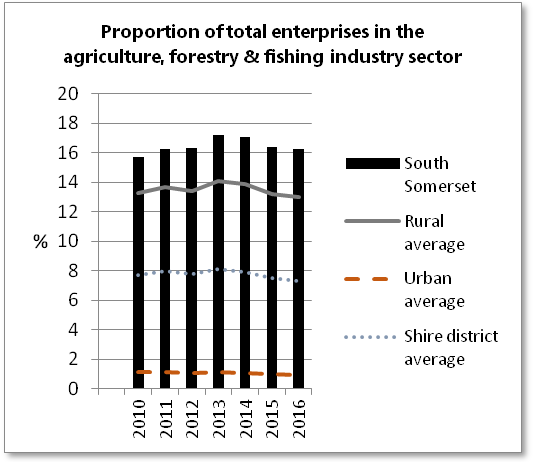 Proportion of total enterprises in the
agriculture, forestry & fishing industry sector
20
18
16
14
12
%
10
8
6
4
2
0
2010
2011
2012
2013
2014
2015
2016
South
Somerset
Rural
average
Urban
average
Shire district
average